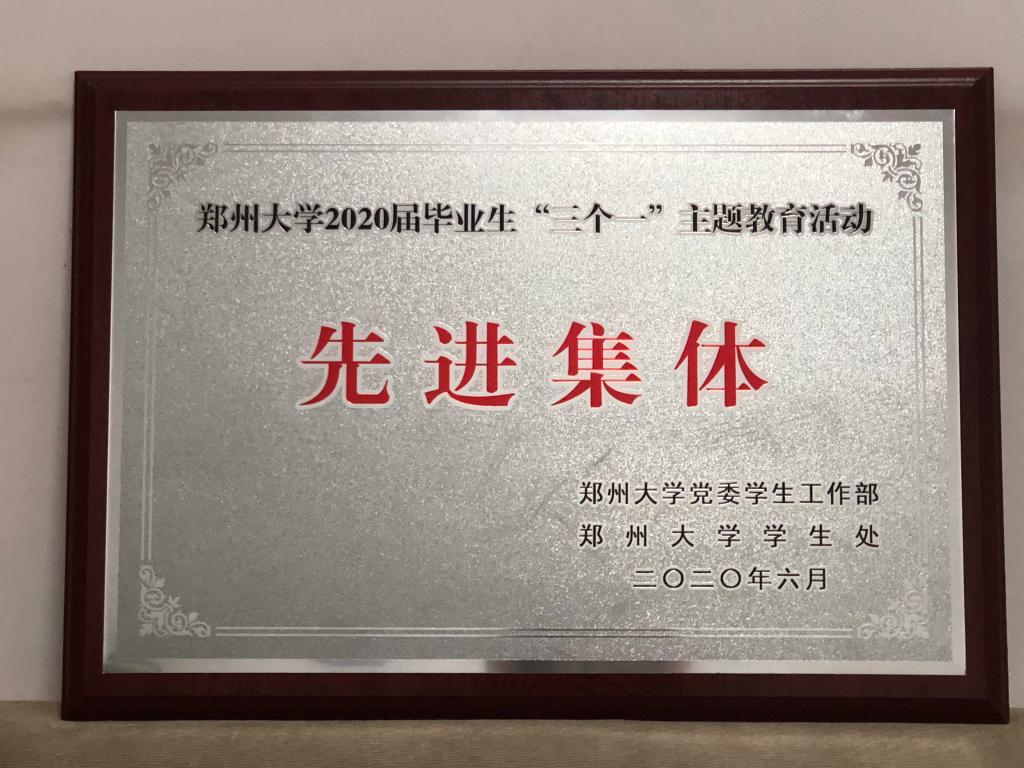 郑州大学2020届毕业生“三个一”主题教育活动
先进集体
郑州大学党委学生工作部
郑州大学学生处
二〇二〇年六月